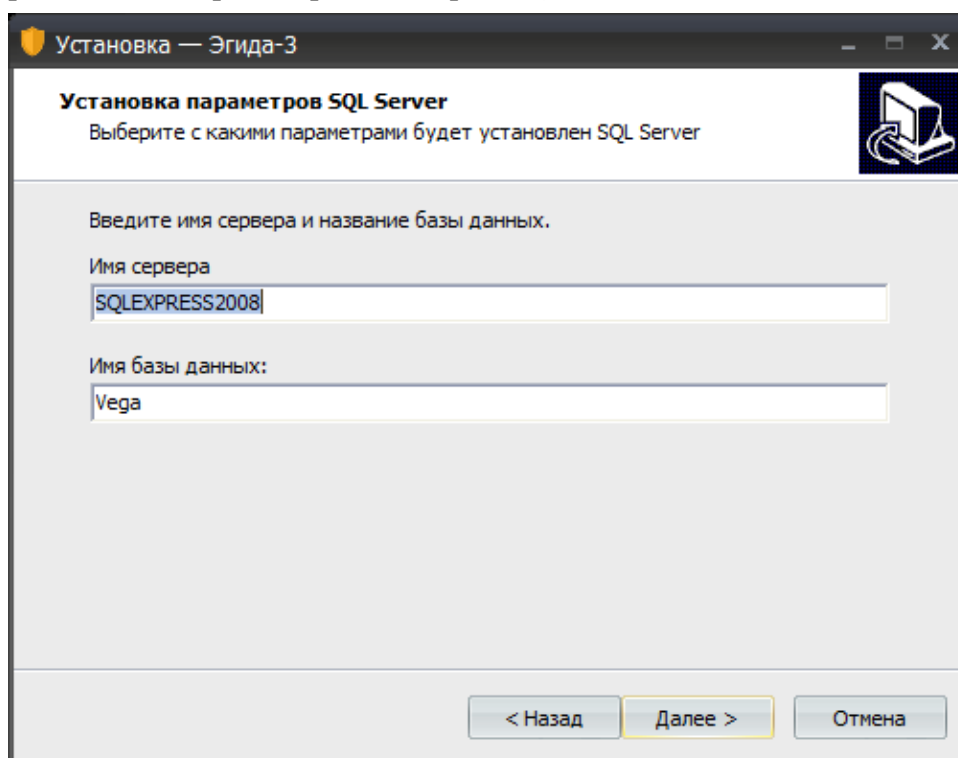 Установка — Эгида-3
Установка параметров SQL Server
Выберите с какими параметрами будет установлен SQL Server
Введите имя сервера и название базы данных.
Имя сервера
SQLEXPRESS2008
Имя базы данных:
Vega
< Назад
Далее >
Отмена